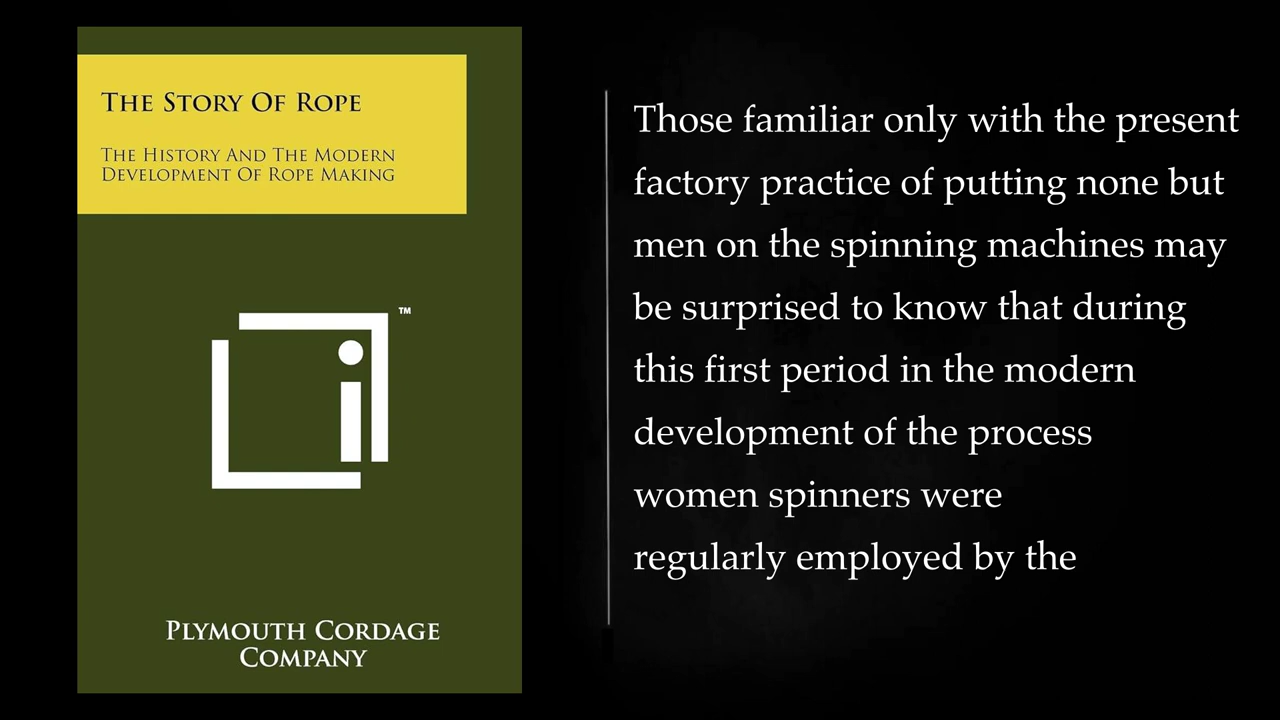 THE STORY OF ROPE
THE HISTORY AND THE MODERN
DEVELOPMENT OF ROPE MAKING
TM
PLYMOUTH CORDAGE
COMPANY
Those familiar only with the present
factory practice of putting none but
men on the spinning machines may
be surprised to know that during
this first period in the modern
development of the process
women spinners were
regularly employed by the